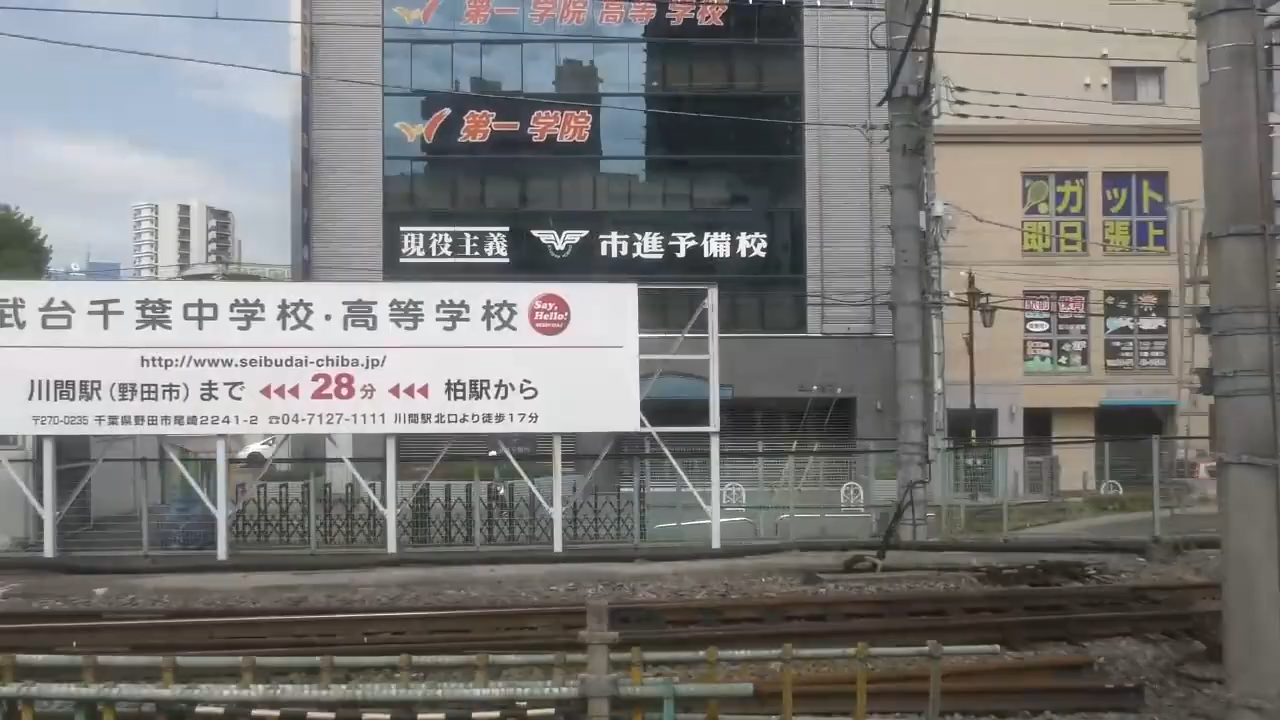 第一学院高等学校
第一学院
現役主義 市進予備校
ガット
即日張上
武台千葉中学校・高等学校
Say, Hello!
http://www.seibudai-chiba.jp/
川間駅(野田市)まで 28分 柏駅から
〒270-0235 千葉県野田市尾崎2241-2 ☎04-7127-1111 川間駅北口より徒歩17分